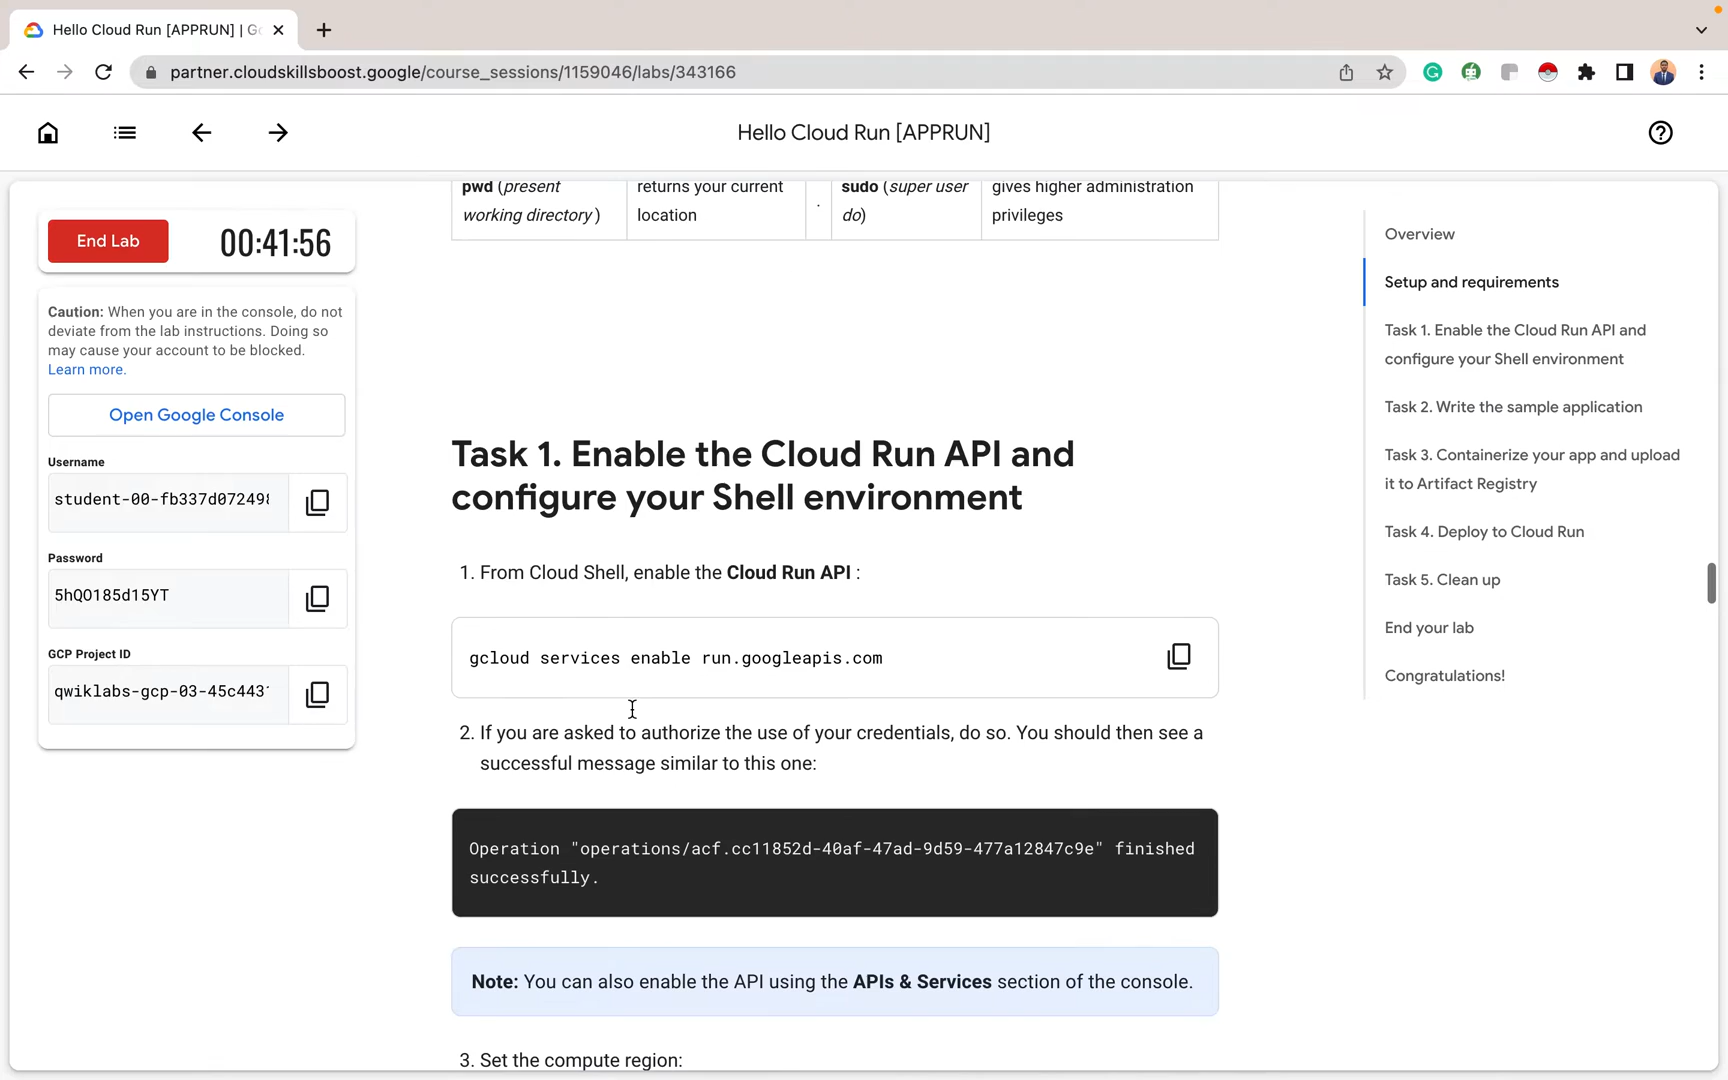 Hello Cloud Run [APPRUN] | Go
partner.cloudskillsboost.google/course_sessions/1159046/labs/343166
Hello Cloud Run [APPRUN]
End Lab
00:41:56
Caution: When you are in the console, do not
deviate from the lab instructions. Doing so
may cause your account to be blocked.
Learn more.
Open Google Console
Username
student-00-fb337d07249
Password
5hQO185d15YT
GCP Project ID
qwiklabs-gcp-03-45c443
pwd (present
working directory )
returns your current
location
.
sudo (super user
do)
gives higher administration
privileges
Task 1. Enable the Cloud Run API and
configure your Shell environment
1. From Cloud Shell, enable the Cloud Run API :
gcloud services enable run.googleapis.com
2. If you are asked to authorize the use of your credentials, do so. You should then see a
successful message similar to this one:
Operation "operations/acf.cc11852d-40af-47ad-9d59-477a12847c9e" finished
successfully.
Note: You can also enable the API using the APIs & Services section of the console.
3. Set the compute region:
Overview
Setup and requirements
Task 1. Enable the Cloud Run API and
configure your Shell environment
Task 2. Write the sample application
Task 3. Containerize your app and upload
it to Artifact Registry
Task 4. Deploy to Cloud Run
Task 5. Clean up
End your lab
Congratulations!